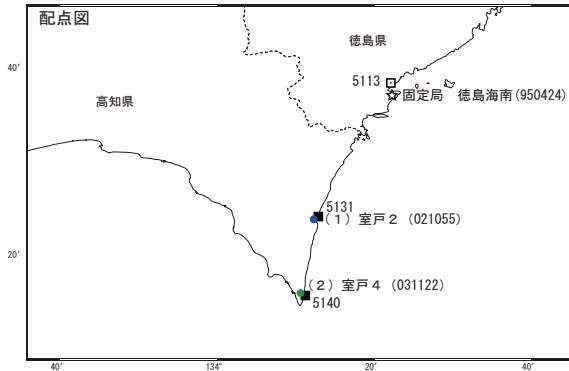 配点図
徳島県
40′
5113
固定局 徳島海南(950424)
高知県
5131
(1)室戸2 (021055)
20′
(2)室戸4 (031122)
5140
40′ 134° 20′ 40′